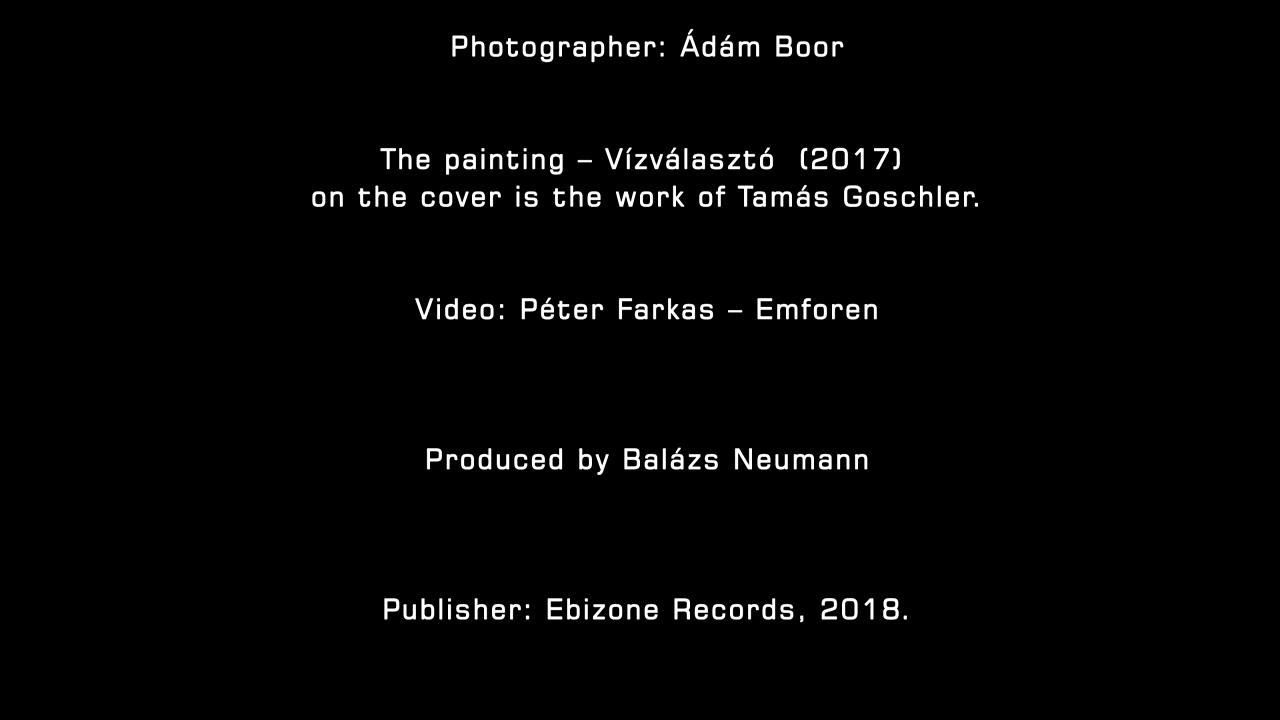 Photographer: Ádám Boor
The painting – Vízválasztó (2017)
on the cover is the work of Tamás Goschler.
Video: Péter Farkas – Emforen
Produced by Balázs Neumann
Publisher: Ebizone Records, 2018.